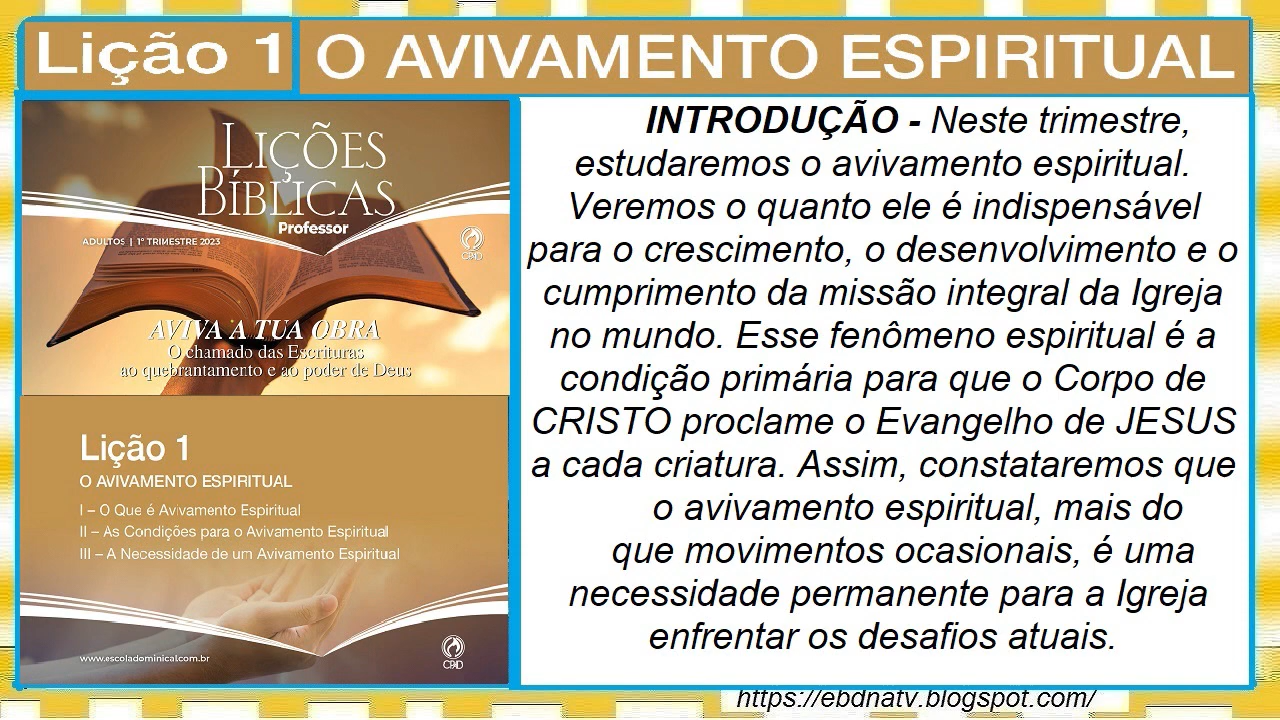 Lição 1
O AVIVAMENTO ESPIRITUAL
LIÇÕES
BÍBLICAS
Professor
ADULTOS | 1º TRIMESTRE 2023
CPAD
AVIVA A TUA OBRA
O chamado das Escrituras
ao quebrantamento e ao poder de Deus
Lição 1
O AVIVAMENTO ESPIRITUAL
I – O Que é Avivamento Espiritual
II – As Condições para o Avivamento Espiritual
III – A Necessidade de um Avivamento Espiritual
www.escoladominical.com.br
CPAD
INTRODUÇÃO - Neste trimestre,
estudaremos o avivamento espiritual.
Veremos o quanto ele é indispensável
para o crescimento, o desenvolvimento e o
cumprimento da missão integral da Igreja
no mundo. Esse fenômeno espiritual é a
condição primária para que o Corpo de
CRISTO proclame o Evangelho de JESUS
a cada criatura. Assim, constataremos que
o avivamento espiritual, mais do
que movimentos ocasionais, é uma
necessidade permanente para a Igreja
enfrentar os desafios atuais.
https://ebdnatv.blogspot.com/